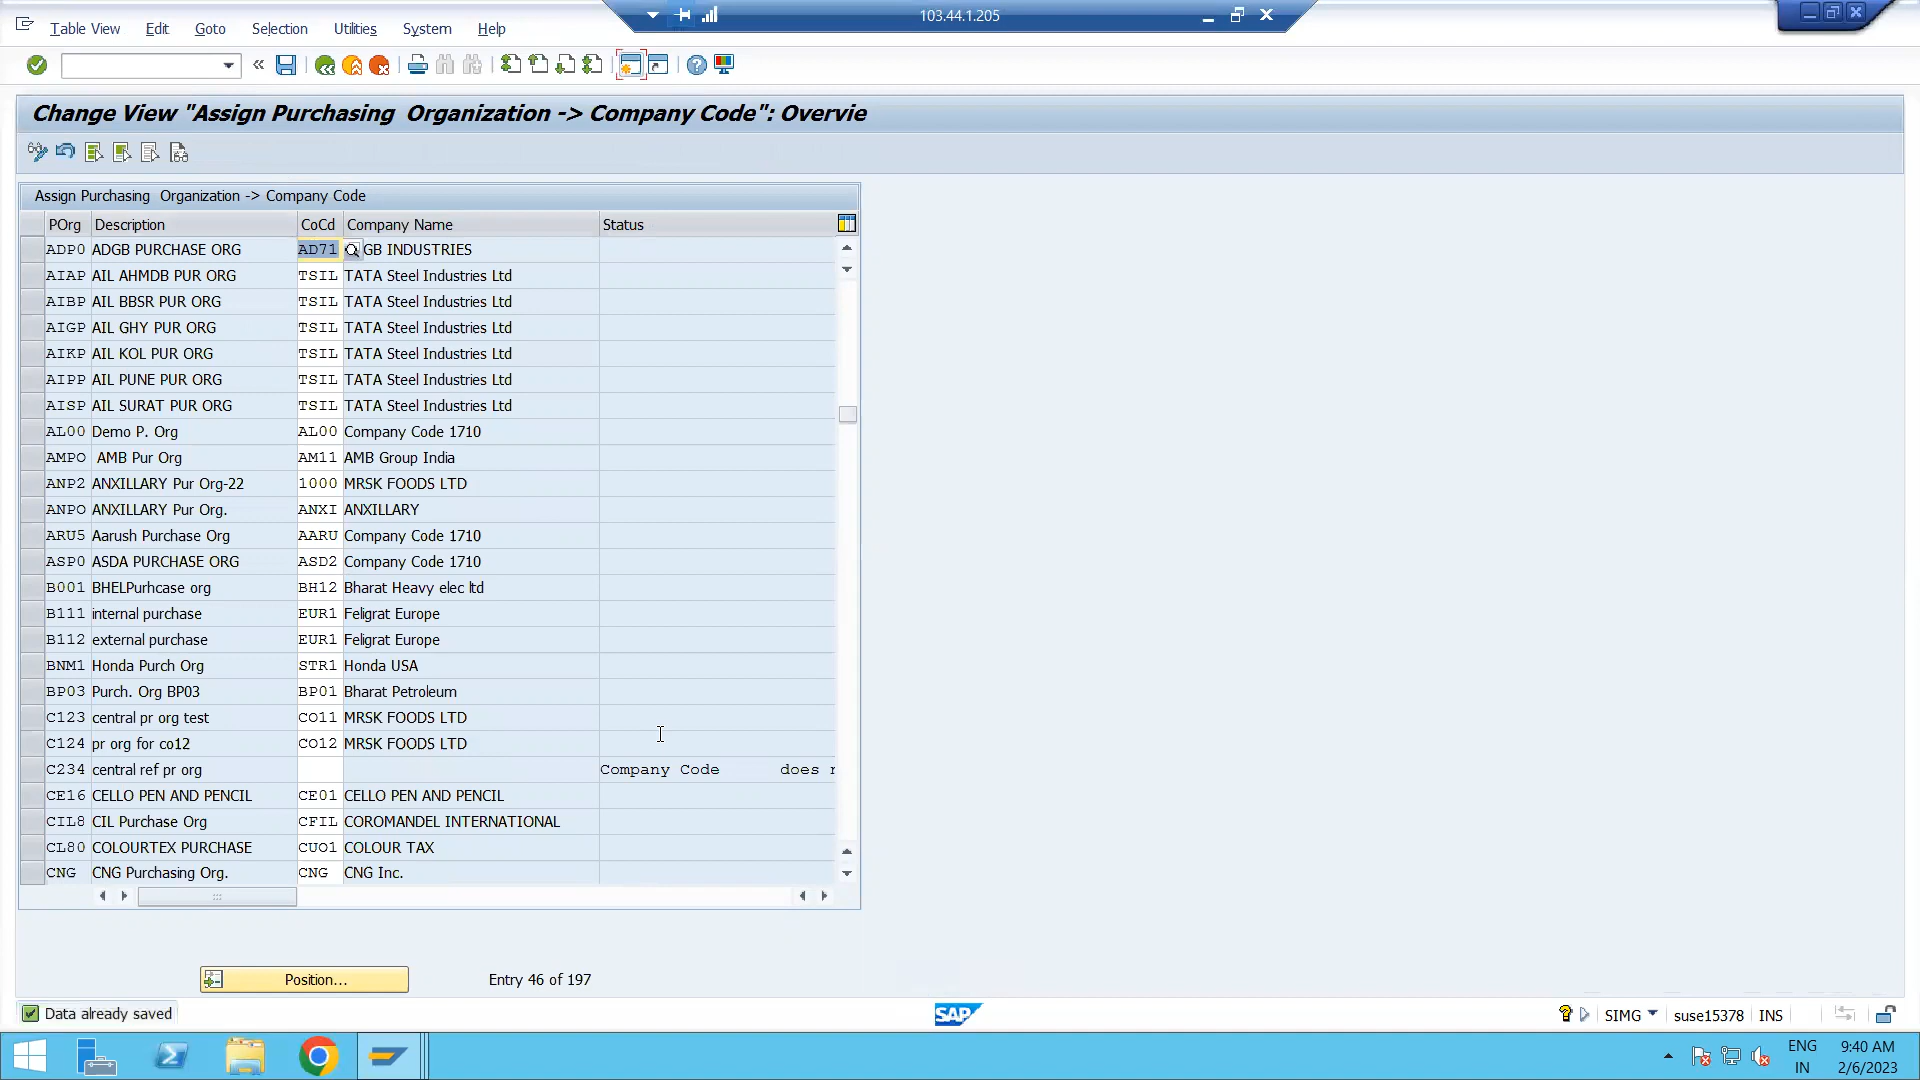 103.44.1.205
Table View Edit Goto Selection Utilities System Help
Change View "Assign Purchasing Organization -> Company Code": Overvie
Assign Purchasing Organization -> Company Code
POrg Description CoCd Company Name Status
ADP0 ADGB PURCHASE ORG AD71 GB INDUSTRIES
AIAP AIL AHMDB PUR ORG TSIL TATA Steel Industries Ltd
AIBP AIL BBSR PUR ORG TSIL TATA Steel Industries Ltd
AIGP AIL GHY PUR ORG TSIL TATA Steel Industries Ltd
AIKP AIL KOL PUR ORG TSIL TATA Steel Industries Ltd
AIPP AIL PUNE PUR ORG TSIL TATA Steel Industries Ltd
AISP AIL SURAT PUR ORG TSIL TATA Steel Industries Ltd
AL00 Demo P. Org AL00 Company Code 1710
AMPO AMB Pur Org AM11 AMB Group India
ANP2 ANXILLARY Pur Org-22 1000 MRSK FOODS LTD
ANPO ANXILLARY Pur Org. ANXI ANXILLARY
ARU5 Aarush Purchase Org AARU Company Code 1710
ASP0 ASDA PURCHASE ORG ASD2 Company Code 1710
B001 BHELPurhcase org BH12 Bharat Heavy elec ltd
B111 internal purchase EUR1 Feligrat Europe
B112 external purchase EUR1 Feligrat Europe
BNM1 Honda Purch Org STR1 Honda USA
BP03 Purch. Org BP03 BP01 Bharat Petroleum
C123 central pr org test CO11 MRSK FOODS LTD
C124 pr org for co12 CO12 MRSK FOODS LTD
C234 central ref pr org Company Code does
CE16 CELLO PEN AND PENCIL CE01 CELLO PEN AND PENCIL
CIL8 CIL Purchase Org CFIL COROMANDEL INTERNATIONAL
CL80 COLOURTEX PURCHASE CUO1 COLOUR TAX
CNG CNG Purchasing Org. CNG CNG Inc.
Position... Entry 46 of 197
Data already saved SAP SIMG suse15378 INS
ENG 9:40 AM
IN 2/6/2023